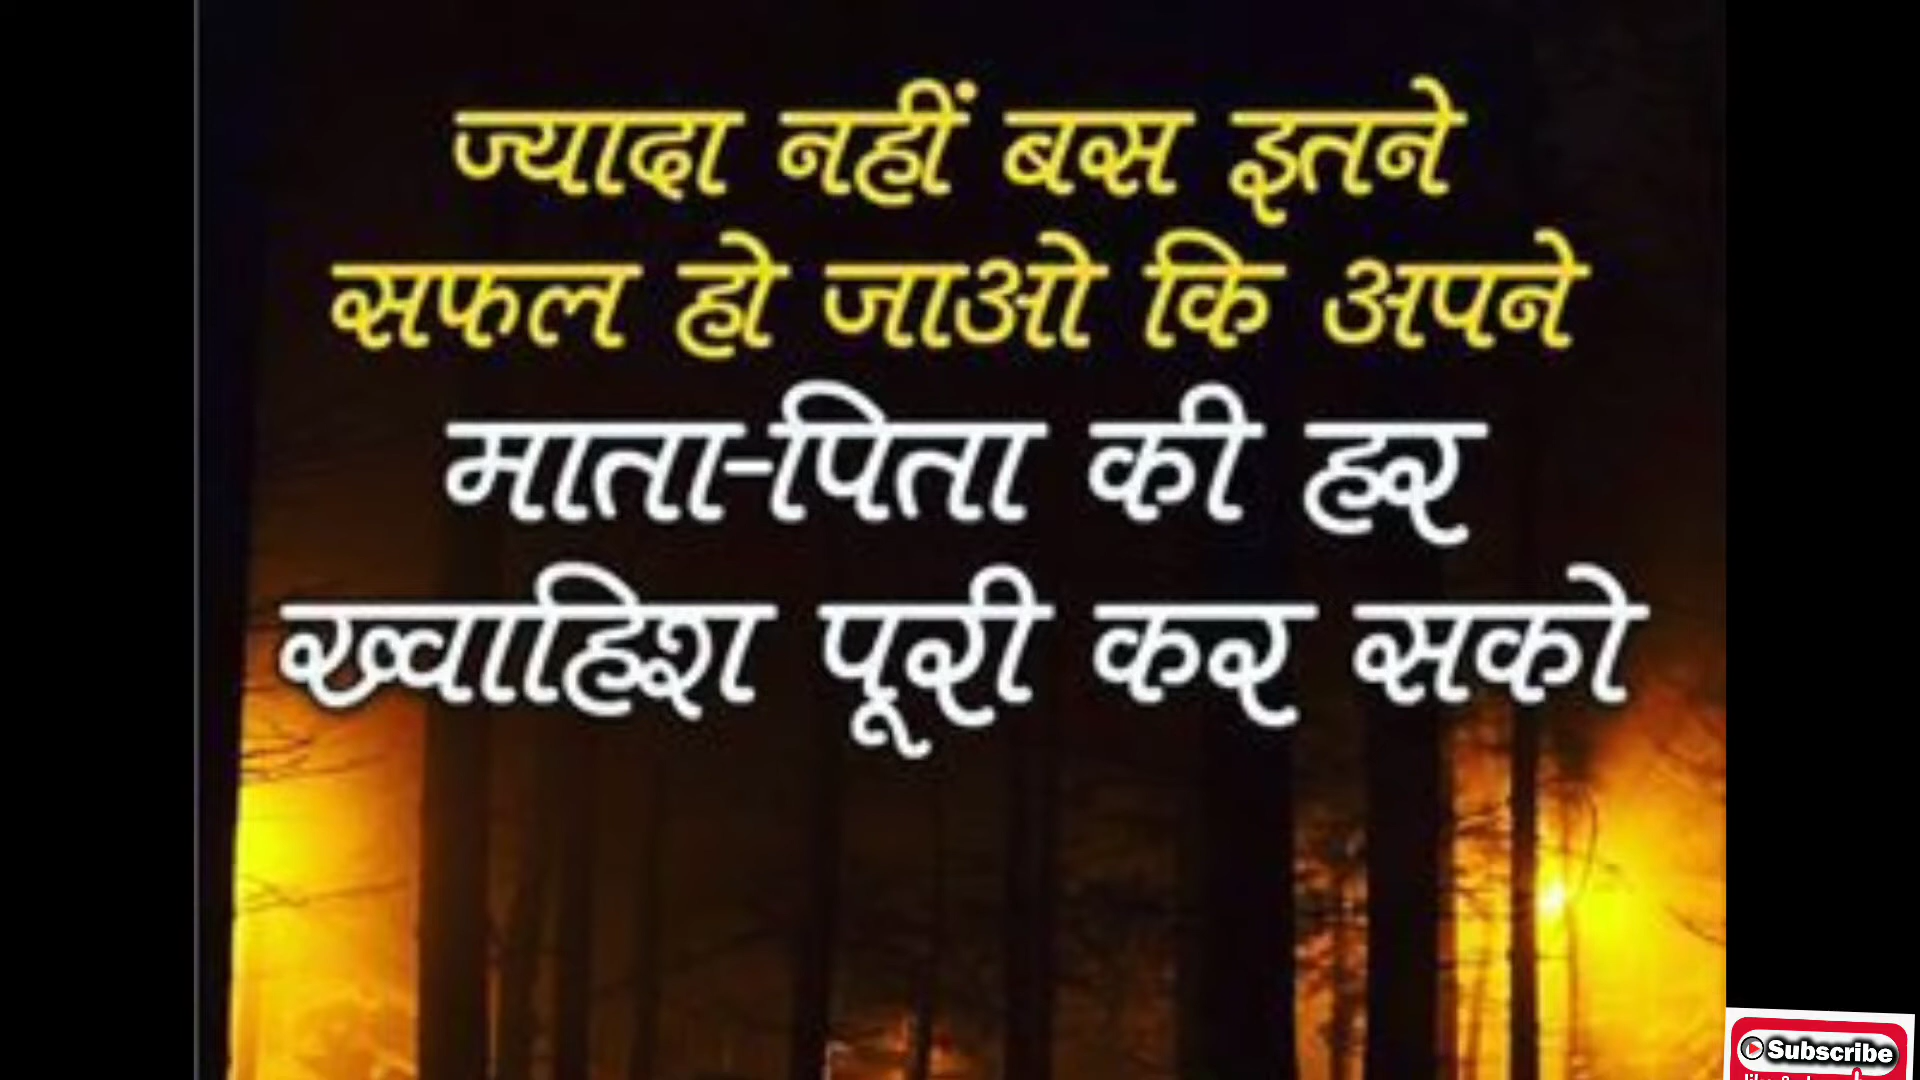 ज्यादा नहीं बस इतने
सफल हो जाओ कि अपने
माता-पिता की हर
ख्वाहिश पूरी कर सको
Subscribe